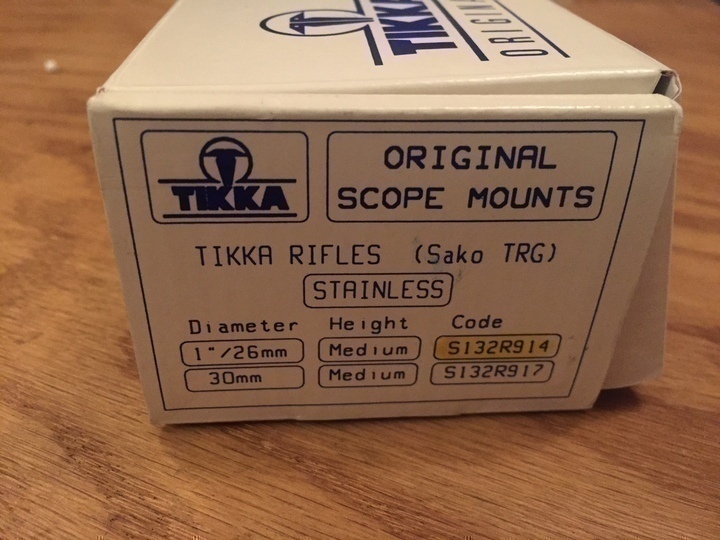 TIKKA
ORIGINA
TIKKA
ORIGINAL
SCOPE MOUNTS
TIKKA RIFLES (Sako TRG)
STAINLESS
Diameter Height Code
1"/26mm Medium S132R914
30mm Medium S132R917